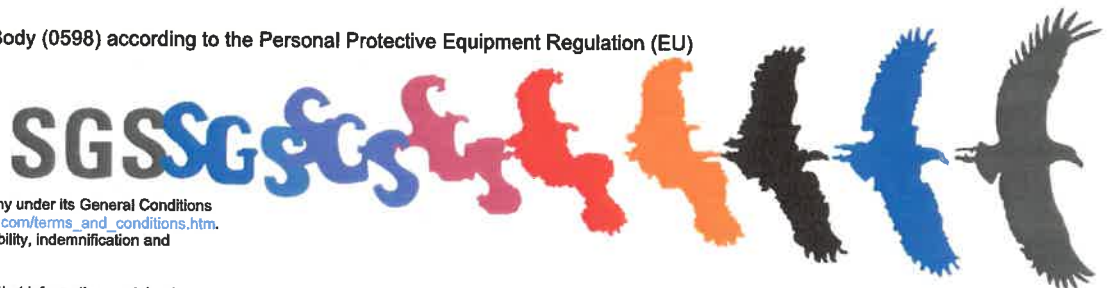 Body (0598) according to the Personal Protective Equipment Regulation (EU)
SGSSGSSGS
ny under its General Conditions
com/terms_and_conditions.htm.
bility, indemnification and